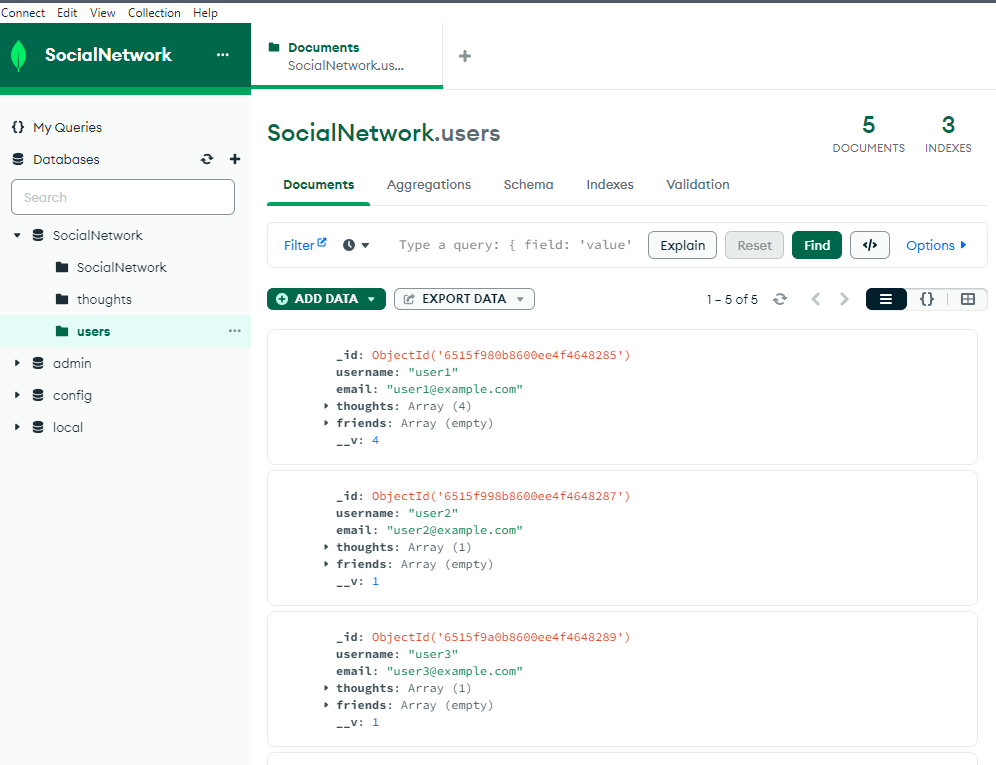 Connect Edit View Collection Help
SocialNetwork ...
Documents
SocialNetwork.us...
My Queries
Databases
Search
SocialNetwork
SocialNetwork
thoughts
users
admin
config
local
SocialNetwork.users
5
DOCUMENTS
3
INDEXES
Documents Aggregations Schema Indexes Validation
Filter Type a query: { field: 'value' Explain Reset Find </> Options
ADD DATA EXPORT DATA 1 – 5 of 5 {}
_id: ObjectId('6515f980b8600ee4f4648285')
username: "user1"
email: "user1@example.com"
thoughts: Array (4)
friends: Array (empty)
__v: 4
_id: ObjectId('6515f998b8600ee4f4648287')
username: "user2"
email: "user2@example.com"
thoughts: Array (1)
friends: Array (empty)
__v: 1
_id: ObjectId('6515f9a0b8600ee4f4648289')
username: "user3"
email: "user3@example.com"
thoughts: Array (1)
friends: Array (empty)
__v: 1